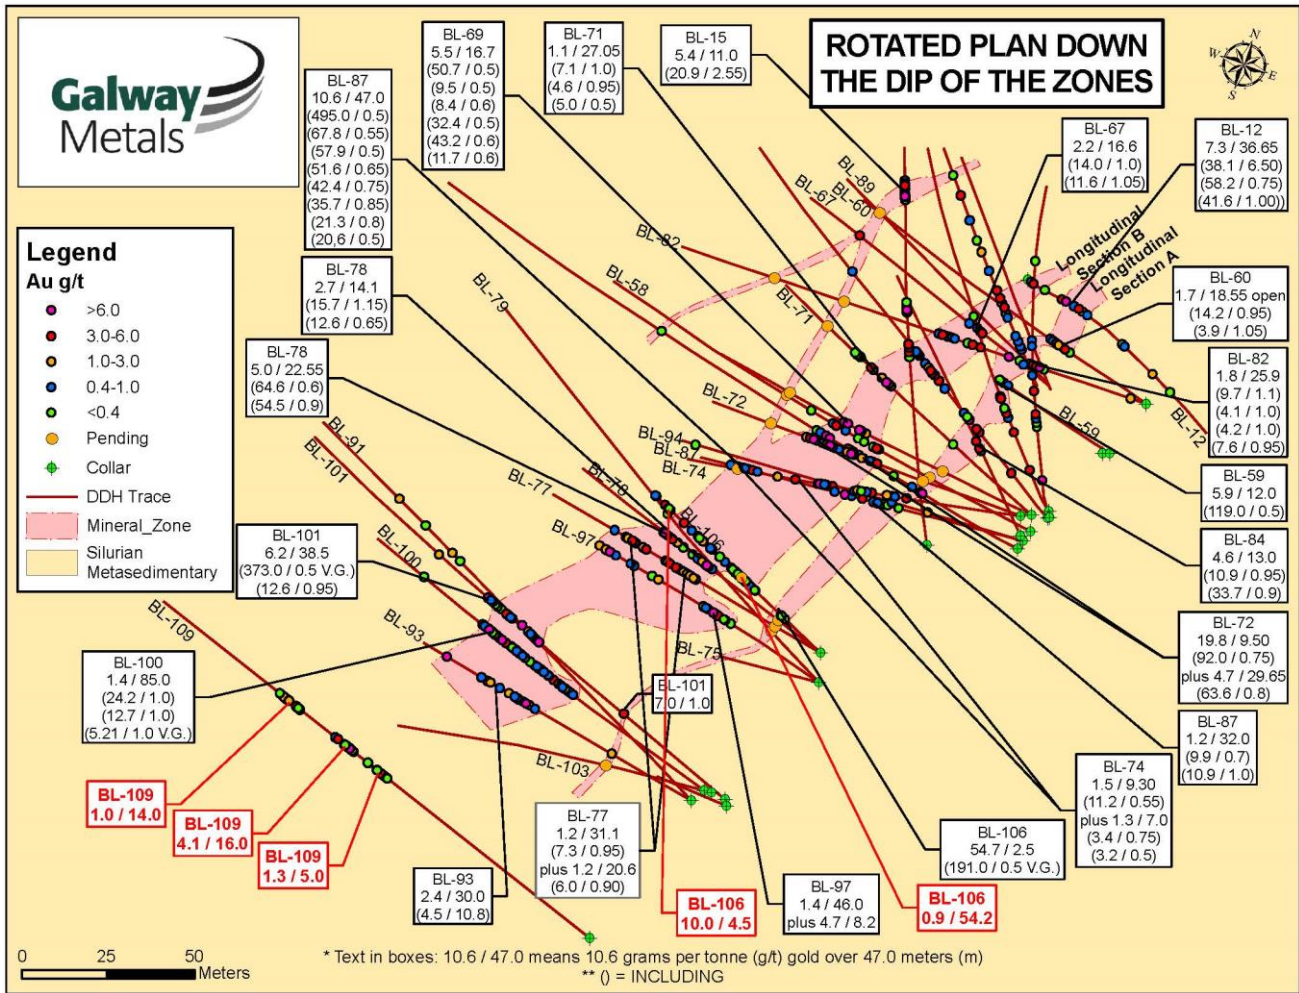 Galway
Metals
ROTATED PLAN DOWN
THE DIP OF THE ZONES
N
E
S
W
BL-69
5.5 / 16.7
(50.7 / 0.5)
(9.5 / 0.5)
(8.4 / 0.6)
(32.4 / 0.5)
(43.2 / 0.6)
(11.7 / 0.6)
BL-71
1.1 / 27.05
(7.1 / 1.0)
(4.6 / 0.95)
(5.0 / 0.5)
BL-15
5.4 / 11.0
(20.9 / 2.55)
BL-87
10.6 / 47.0
(495.0 / 0.5)
(67.8 / 0.55)
(57.9 / 0.5)
(51.6 / 0.65)
(42.4 / 0.75)
(35.7 / 0.85)
(21.3 / 0.8)
(20.6 / 0.5)
BL-67
2.2 / 16.6
(14.0 / 1.0)
(11.6 / 1.05)
BL-12
7.3 / 36.65
(38.1 / 6.50)
(58.2 / 0.75)
(41.6 / 1.00))
Legend
Au g/t
>6.0
3.0-6.0
1.0-3.0
0.4-1.0
<0.4
Pending
Collar
DDH Trace
Mineral_Zone
Silurian
Metasedimentary
BL-78
2.7 / 14.1
(15.7 / 1.15)
(12.6 / 0.65)
BL-78
5.0 / 22.55
(64.6 / 0.6)
(54.5 / 0.9)
BL-60
1.7 / 18.55 open
(14.2 / 0.95)
(3.9 / 1.05)
BL-82
1.8 / 25.9
(9.7 / 1.1)
(4.1 / 1.0)
(4.2 / 1.0)
(7.6 / 0.95)
BL-59
5.9 / 12.0
(119.0 / 0.5)
BL-84
4.6 / 13.0
(10.9 / 0.95)
(33.7 / 0.9)
BL-72
19.8 / 9.50
(92.0 / 0.75)
plus 4.7 / 29.65
(63.6 / 0.8)
BL-87
1.2 / 32.0
(9.9 / 0.7)
(10.9 / 1.0)
BL-74
1.5 / 9.30
(11.2 / 0.55)
plus 1.3 / 7.0
(3.4 / 0.75)
(3.2 / 0.5)
BL-101
6.2 / 38.5
(373.0 / 0.5 V.G.)
(12.6 / 0.95)
BL-100
1.4 / 85.0
(24.2 / 1.0)
(12.7 / 1.0)
(5.21 / 1.0 V.G.)
BL-101
7.0 / 1.0
BL-109
1.0 / 14.0
BL-109
4.1 / 16.0
BL-109
1.3 / 5.0
BL-93
2.4 / 30.0
(4.5 / 10.8)
BL-77
1.2 / 31.1
(7.3 / 0.95)
plus 1.2 / 20.6
(6.0 / 0.90)
BL-106
10.0 / 4.5
BL-97
1.4 / 46.0
plus 4.7 / 8.2
BL-106
0.9 / 54.2
BL-106
54.7 / 2.5
(191.0 / 0.5 V.G.)
BL-89
BL-60
BL-67
BL-82
BL-58
BL-79
BL-71
Longitudinal
Section B
Longitudinal
Section A
BL-12
BL-59
BL-72
BL-94
BL-87
BL-74
BL-91
BL-101
BL-77
BL-97
BL-106
BL-100
BL-93
BL-75
BL-109
BL-103
0
25
50
Meters
* Text in boxes: 10.6 / 47.0 means 10.6 grams per tonne (g/t) gold over 47.0 meters (m)
** () = INCLUDING